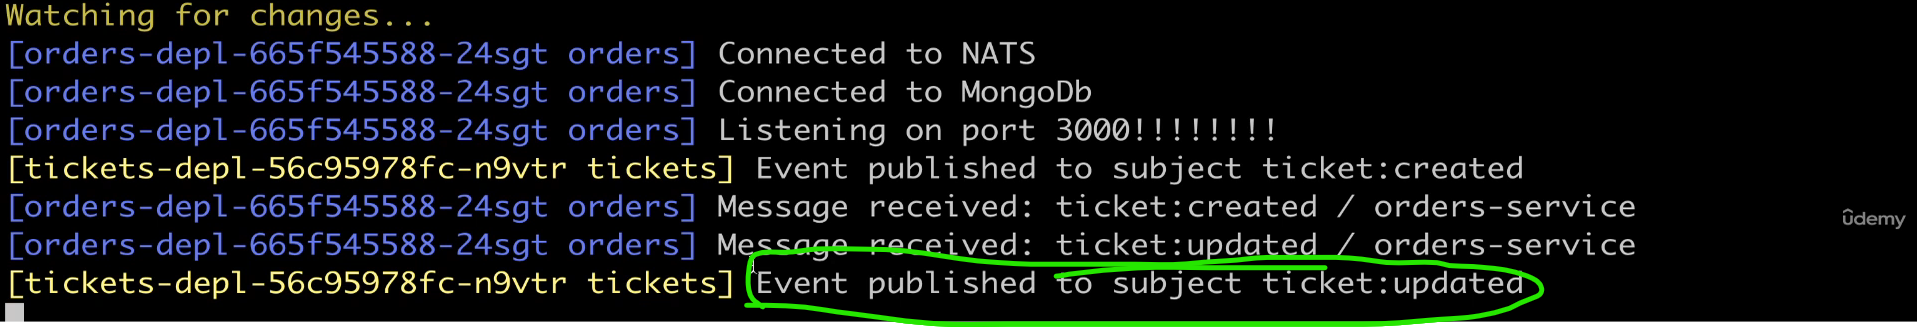 Watching for changes...
[orders-depl-665f545588-24sgt orders] Connected to NATS
[orders-depl-665f545588-24sgt orders] Connected to MongoDb
[orders-depl-665f545588-24sgt orders] Listening on port 3000!!!!!!!!
[tickets-depl-56c95978fc-n9vtr tickets] Event published to subject ticket:created
[orders-depl-665f545588-24sgt orders] Message received: ticket:created / orders-service
ûdemy
[orders-depl-665f545588-24sgt orders] Message received: ticket:updated / orders-service
[tickets-depl-56c95978fc-n9vtr tickets] Event published to subject ticket:updated